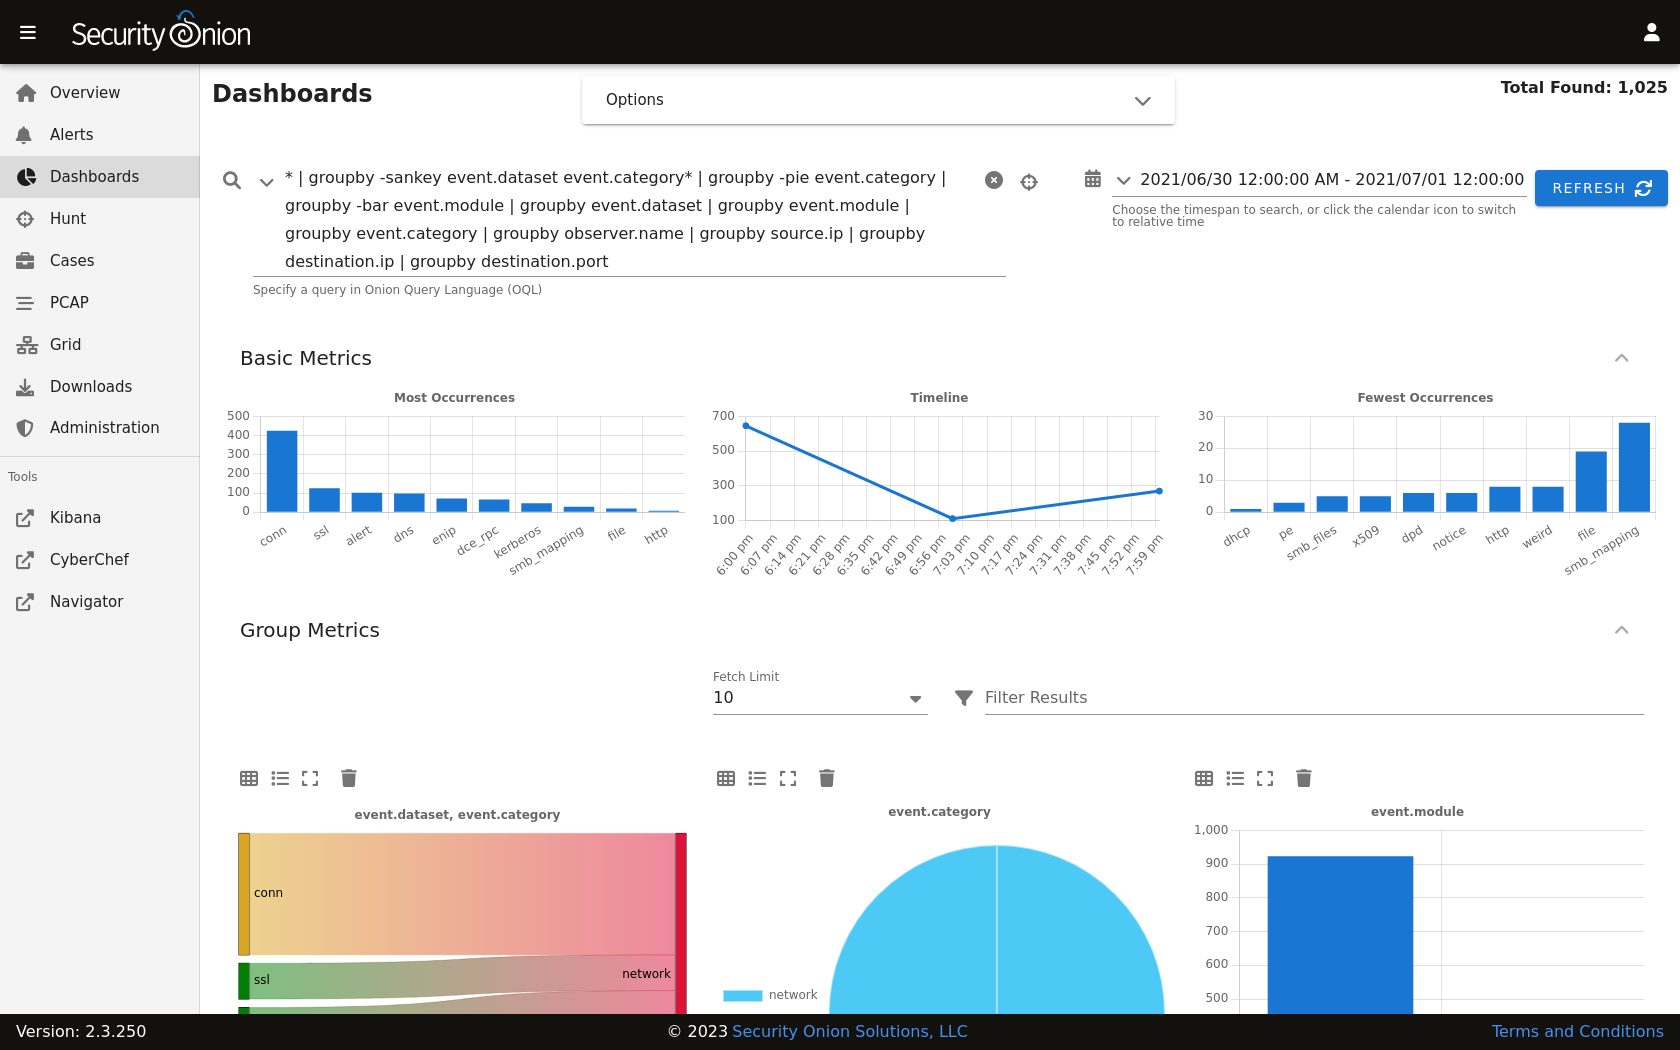 Security Onion
Overview
Alerts
Dashboards
Hunt
Cases
PCAP
Grid
Downloads
Administration
Tools
Kibana
CyberChef
Navigator
Dashboards
Options
Total Found: 1,025
* | groupby -sankey event.dataset event.category* | groupby -pie event.category |
groupby -bar event.module | groupby event.dataset | groupby event.module |
groupby event.category | groupby observer.name | groupby source.ip | groupby
destination.ip | groupby destination.port
Specify a query in Onion Query Language (OQL)
2021/06/30 12:00:00 AM - 2021/07/01 12:00:00
Choose the timespan to search, or click the calendar icon to switch
to relative time
REFRESH
Basic Metrics
Most Occurrences
500
400
300
200
100
0
conn
ssl
alert
dns
enip
dce_rpc
kerberos
smb_mapping
file
http
Timeline
700
500
300
100
6:00 pm
6:07 pm
6:14 pm
6:21 pm
6:28 pm
6:35 pm
6:42 pm
6:49 pm
6:56 pm
7:03 pm
7:10 pm
7:17 pm
7:24 pm
7:31 pm
7:38 pm
7:45 pm
7:52 pm
7:59 pm
Fewest Occurrences
30
20
10
0
dhcp
pe
smb_files
x509
dpd
notice
http
weird
file
smb_mapping
Group Metrics
Fetch Limit
10
Filter Results
event.dataset, event.category
conn
ssl
network
event.category
network
event.module
1,000
900
800
700
600
500
Version: 2.3.250
© 2023 Security Onion Solutions, LLC
Terms and Conditions